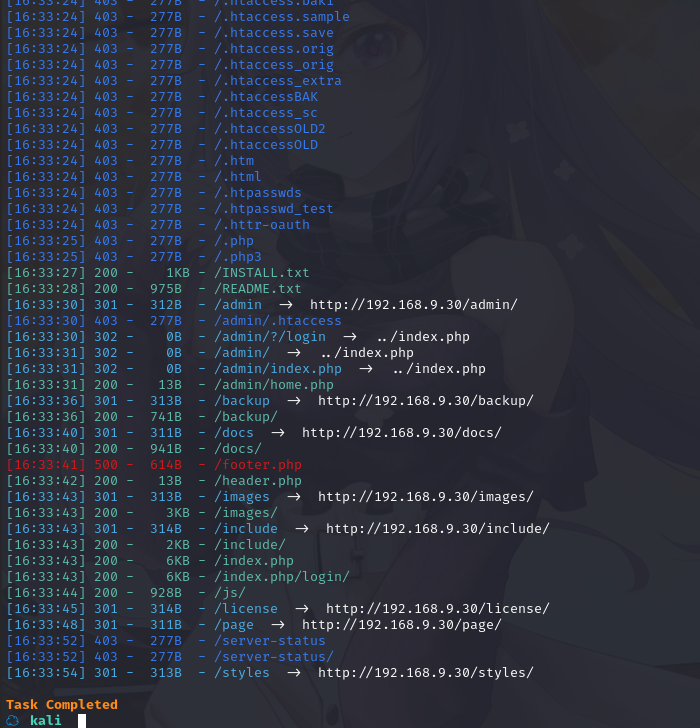 [16:33:24] 403 -  277B  - /.htaccess.bak1
[16:33:24] 403 -  277B  - /.htaccess.sample
[16:33:24] 403 -  277B  - /.htaccess.save
[16:33:24] 403 -  277B  - /.htaccess.orig
[16:33:24] 403 -  277B  - /.htaccess_orig
[16:33:24] 403 -  277B  - /.htaccess_extra
[16:33:24] 403 -  277B  - /.htaccessBAK
[16:33:24] 403 -  277B  - /.htaccess_sc
[16:33:24] 403 -  277B  - /.htaccessOLD2
[16:33:24] 403 -  277B  - /.htaccessOLD
[16:33:24] 403 -  277B  - /.htm
[16:33:24] 403 -  277B  - /.html
[16:33:24] 403 -  277B  - /.htpasswds
[16:33:24] 403 -  277B  - /.htpasswd_test
[16:33:24] 403 -  277B  - /.httr-oauth
[16:33:25] 403 -  277B  - /.php
[16:33:25] 403 -  277B  - /.php3
[16:33:27] 200 -    1KB - /INSTALL.txt
[16:33:28] 200 -  975B  - /README.txt
[16:33:30] 301 -  312B  - /admin  →  http://192.168.9.30/admin/
[16:33:30] 403 -  277B  - /admin/.htaccess
[16:33:30] 302 -    0B  - /admin/?/login  →  ../index.php
[16:33:31] 302 -    0B  - /admin/  →  ../index.php
[16:33:31] 302 -    0B  - /admin/index.php  →  ../index.php
[16:33:31] 200 -   13B  - /admin/home.php
[16:33:36] 301 -  313B  - /backup  →  http://192.168.9.30/backup/
[16:33:36] 200 -  741B  - /backup/
[16:33:40] 301 -  311B  - /docs  →  http://192.168.9.30/docs/
[16:33:40] 200 -  941B  - /docs/
[16:33:41] 500 -  614B  - /footer.php
[16:33:42] 200 -   13B  - /header.php
[16:33:43] 301 -  313B  - /images  →  http://192.168.9.30/images/
[16:33:43] 200 -    3KB - /images/
[16:33:43] 301 -  314B  - /include  →  http://192.168.9.30/include/
[16:33:43] 200 -    2KB - /include/
[16:33:43] 200 -    6KB - /index.php
[16:33:43] 200 -    6KB - /index.php/login/
[16:33:44] 200 -  928B  - /js/
[16:33:45] 301 -  314B  - /license  →  http://192.168.9.30/license/
[16:33:48] 301 -  311B  - /page  →  http://192.168.9.30/page/
[16:33:52] 403 -  277B  - /server-status
[16:33:52] 403 -  277B  - /server-status/
[16:33:54] 301 -  313B  - /styles  →  http://192.168.9.30/styles/
Task Completed
kali